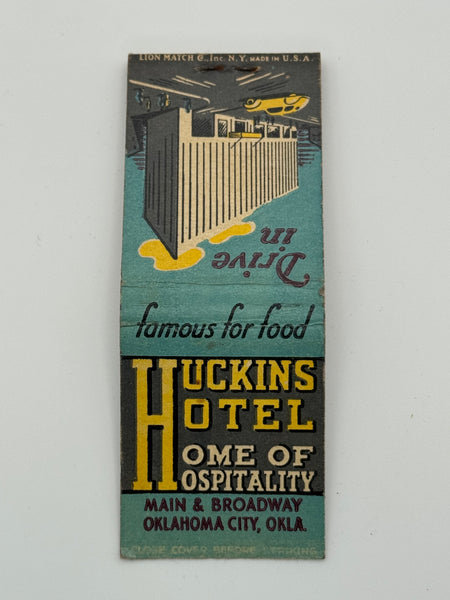 LION MATCH Co., Inc. N.Y. MADE IN U.S.A.
Drive
in
famous for food
HUCKINS
HOTEL
HOME OF
HOSPITALITY
MAIN & BROADWAY
OKLAHOMA CITY, OKLA.
CLOSE COVER BEFORE STRIKING